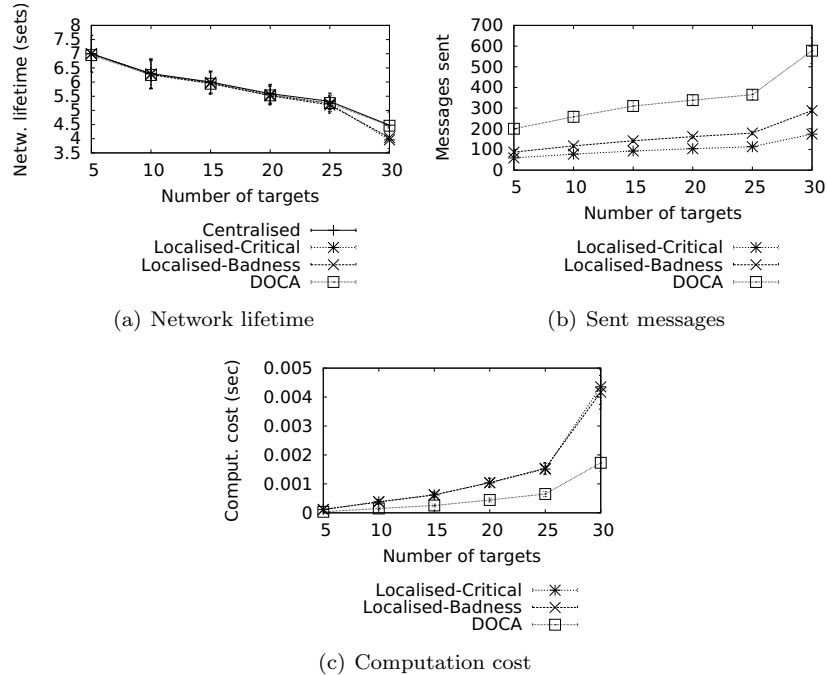 Netw. lifetime (sets)
8
7.5
7
6.5
6
5.5
5
4.5
4
3.5
5 10 15 20 25 30
Number of targets
Centralised
Localised-Critical
Localised-Badness
DOCA
(a) Network lifetime
Messages sent
700
600
500
400
300
200
100
0
5 10 15 20 25 30
Number of targets
Localised-Critical
Localised-Badness
DOCA
(b) Sent messages
Comput. cost (sec)
0.005
0.004
0.003
0.002
0.001
0
5 10 15 20 25 30
Number of targets
Localised-Critical
Localised-Badness
DOCA
(c) Computation cost